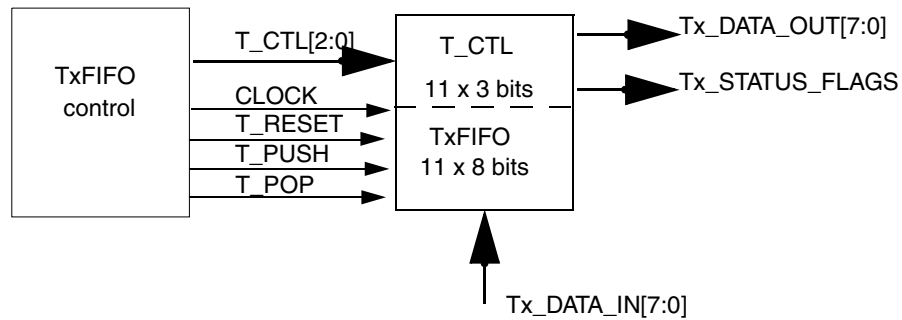 TxFIFO
control
T_CTL[2:0]
CLOCK
T_RESET
T_PUSH
T_POP
T_CTL
11 x 3 bits
TxFIFO
11 x 8 bits
Tx_DATA_OUT[7:0]
Tx_STATUS_FLAGS
Tx_DATA_IN[7:0]